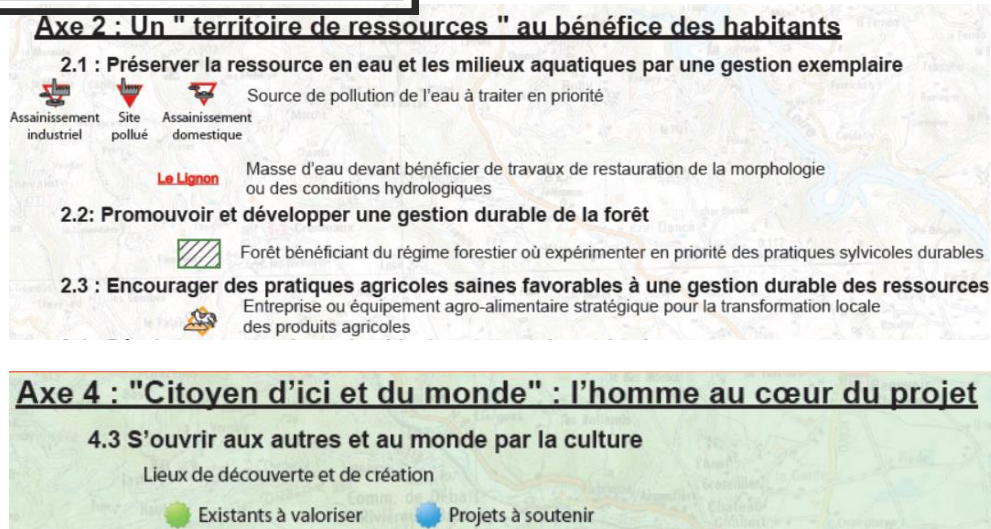 Axe 2 : Un " territoire de ressources " au bénéfice des habitants
2.1 : Préserver la ressource en eau et les milieux aquatiques par une gestion exemplaire
Assainissement industriel
Site pollué
Assainissement domestique
Source de pollution de l'eau à traiter en priorité
Le Lignon
Masse d'eau devant bénéficier de travaux de restauration de la morphologie
ou des conditions hydrologiques
2.2: Promouvoir et développer une gestion durable de la forêt
Forêt bénéficiant du régime forestier où expérimenter en priorité des pratiques sylvicoles durables
2.3 : Encourager des pratiques agricoles saines favorables à une gestion durable des ressources
Entreprise ou équipement agro-alimentaire stratégique pour la transformation locale
des produits agricoles
Axe 4 : "Citoyen d'ici et du monde" : l'homme au cœur du projet
4.3 S'ouvrir aux autres et au monde par la culture
Lieux de découverte et de création
Existants à valoriser
Projets à soutenir